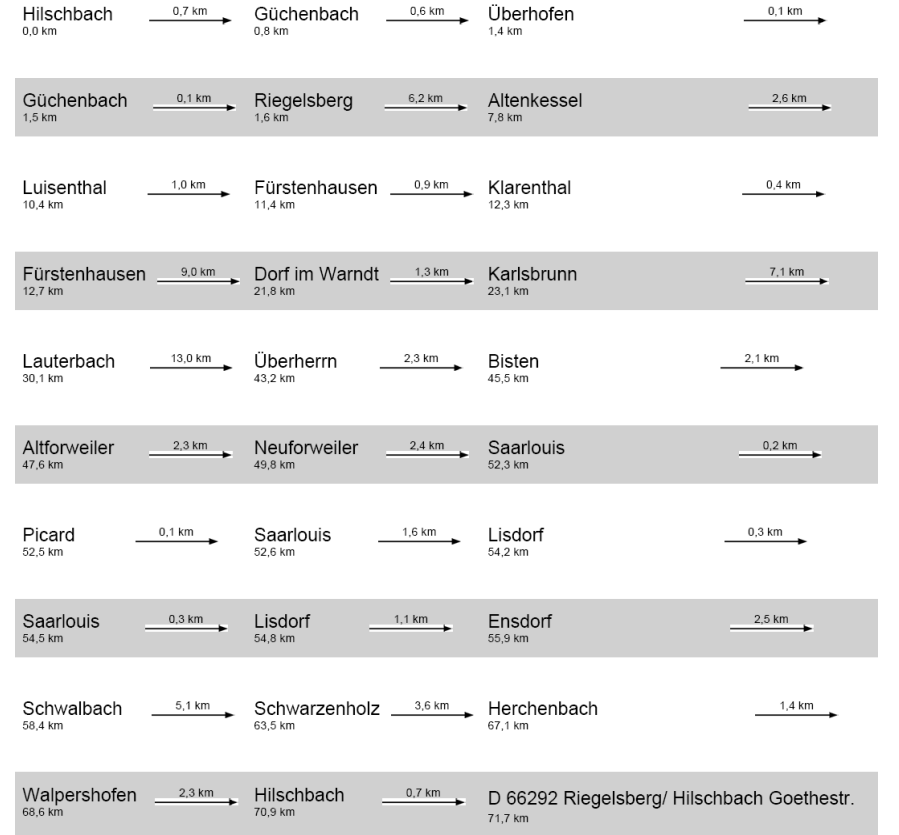 Hilschbach 0,7 km Güchenbach 0,6 km Überhofen 0,1 km
0,0 km 0,8 km 1,4 km
Güchenbach 0,1 km Riegelsberg 6,2 km Altenkessel 2,6 km
1,5 km 1,6 km 7,8 km
Luisenthal 1,0 km Fürstenhausen 0,9 km Klarenthal 0,4 km
10,4 km 11,4 km 12,3 km
Fürstenhausen 9,0 km Dorf im Warndt 1,3 km Karlsbrunn 7,1 km
12,7 km 21,8 km 23,1 km
Lauterbach 13,0 km Überherrn 2,3 km Bisten 2,1 km
30,1 km 43,2 km 45,5 km
Altforweiler 2,3 km Neuforweiler 2,4 km Saarlouis 0,2 km
47,6 km 49,8 km 52,3 km
Picard 0,1 km Saarlouis 1,6 km Lisdorf 0,3 km
52,5 km 52,6 km 54,2 km
Saarlouis 0,3 km Lisdorf 1,1 km Ensdorf 2,5 km
54,5 km 54,8 km 55,9 km
Schwalbach 5,1 km Schwarzenholz 3,6 km Herchenbach 1,4 km
58,4 km 63,5 km 67,1 km
Walpershofen 2,3 km Hilschbach 0,7 km D 66292 Riegelsberg/ Hilschbach Goethestr.
68,6 km 70,9 km 71,7 km